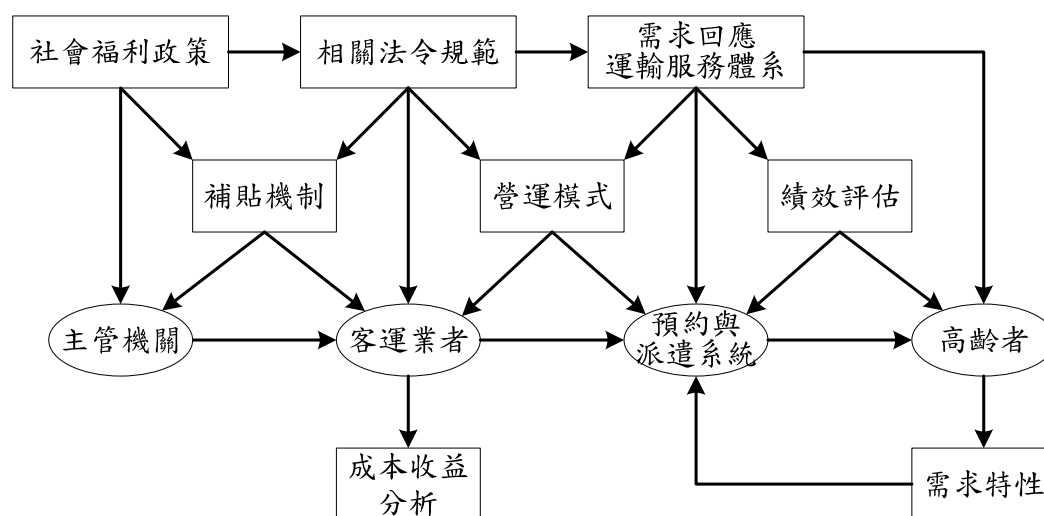 社會福利政策
相關法令規範
需求回應
運輸服務體系
補貼機制
營運模式
績效評估
主管機關
客運業者
預約與
派遣系統
高齡者
成本收益
分析
需求特性